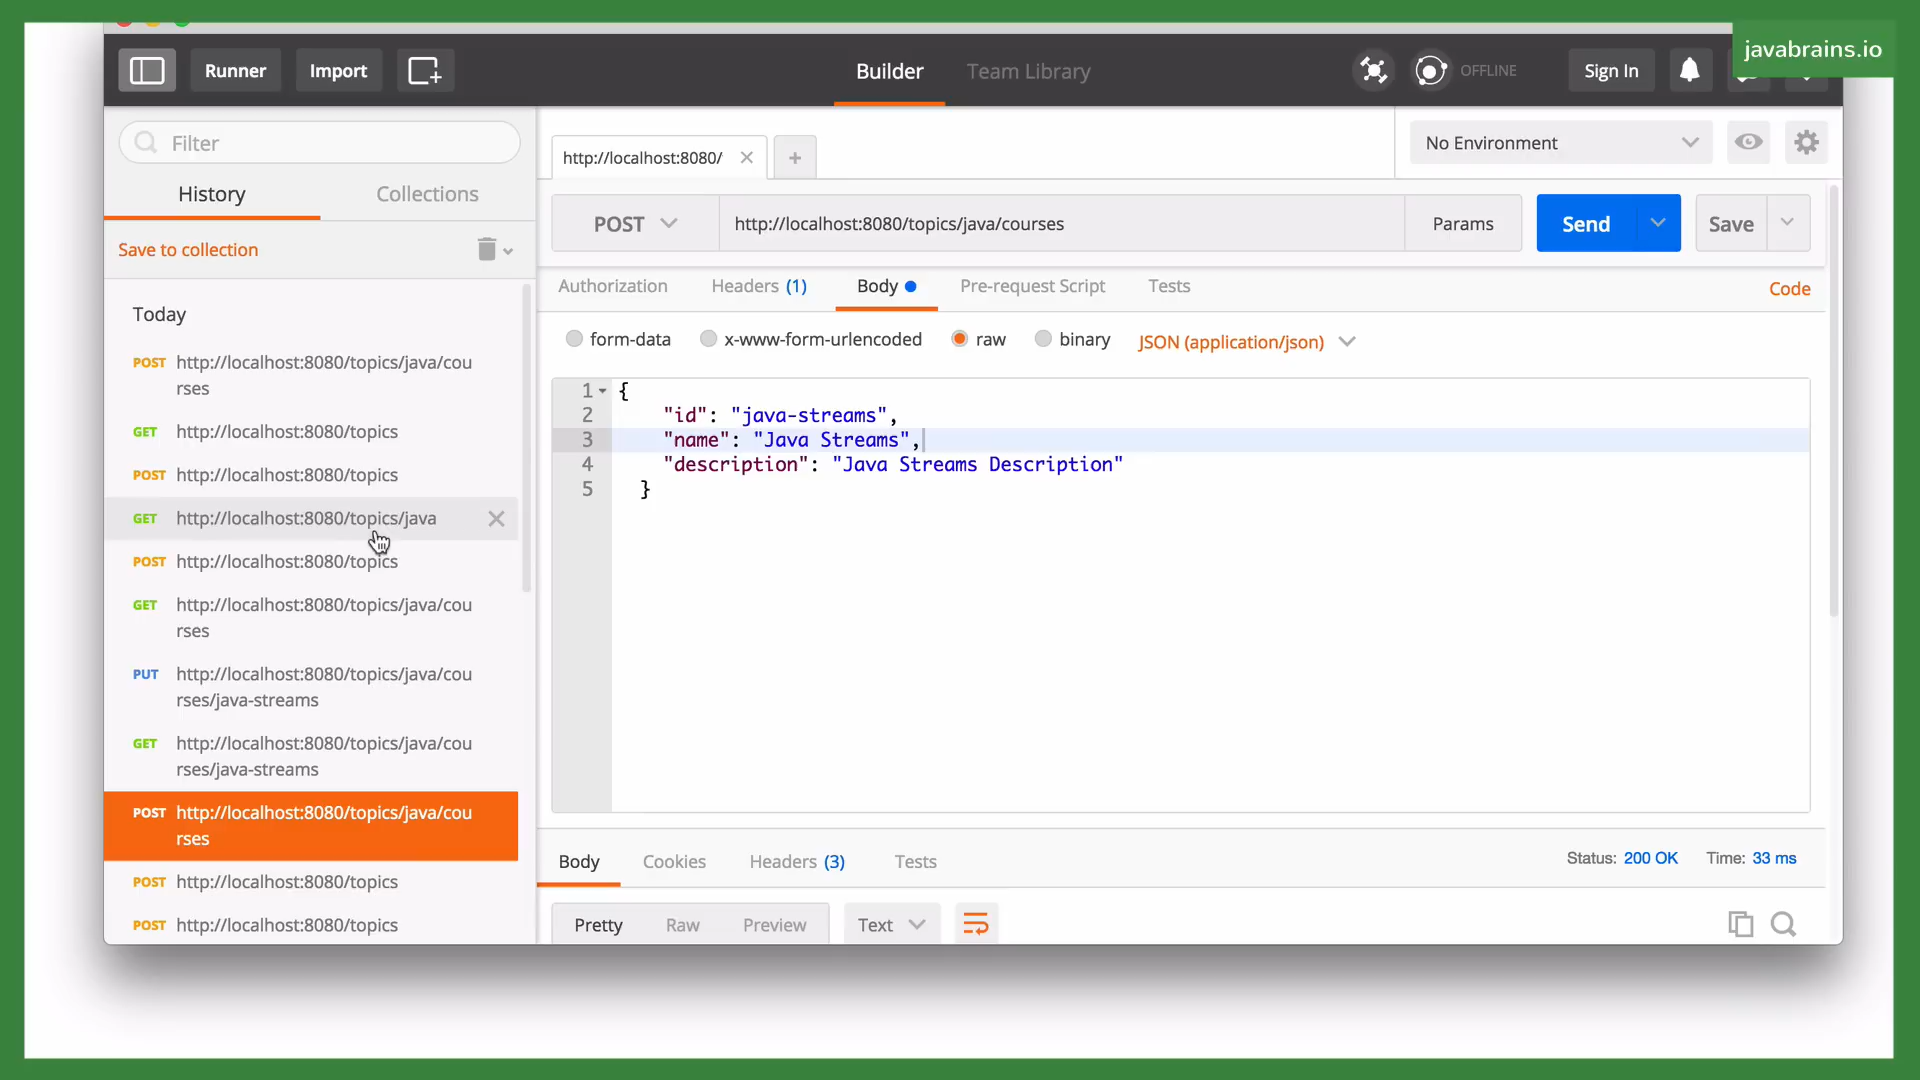 javabrains.io
Runner
Import
Builder
Team Library
OFFLINE
Sign In
Filter
History
Collections
Save to collection
Today
POST http://localhost:8080/topics/java/cou
rses
GET http://localhost:8080/topics
POST http://localhost:8080/topics
GET http://localhost:8080/topics/java
POST http://localhost:8080/topics
GET http://localhost:8080/topics/java/cou
rses
PUT http://localhost:8080/topics/java/cou
rses/java-streams
GET http://localhost:8080/topics/java/cou
rses/java-streams
POST http://localhost:8080/topics/java/cou
rses
POST http://localhost:8080/topics
POST http://localhost:8080/topics
http://localhost:8080/
No Environment
POST
http://localhost:8080/topics/java/courses
Params
Send
Save
Authorization
Headers (1)
Body
Pre-request Script
Tests
Code
form-data
x-www-form-urlencoded
raw
binary
JSON (application/json)
1 {
2 "id": "java-streams",
3 "name": "Java Streams",
4 "description": "Java Streams Description"
5 }
Body
Cookies
Headers (3)
Tests
Status: 200 OK
Time: 33 ms
Pretty
Raw
Preview
Text